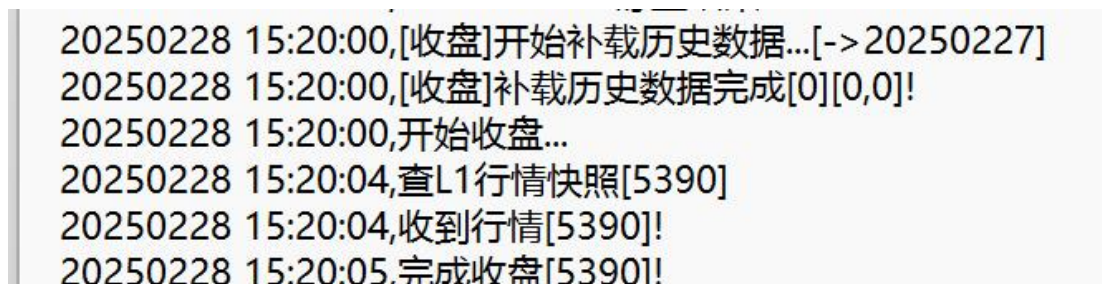 20250228 15:20:00,[收盘]开始补载历史数据...[->20250227]
20250228 15:20:00,[收盘]补载历史数据完成[0][0,0]!
20250228 15:20:00,开始收盘...
20250228 15:20:04,查L1行情快照[5390]
20250228 15:20:04,收到行情[5390]!
20250228 15:20:05,完成收盘[5390]!